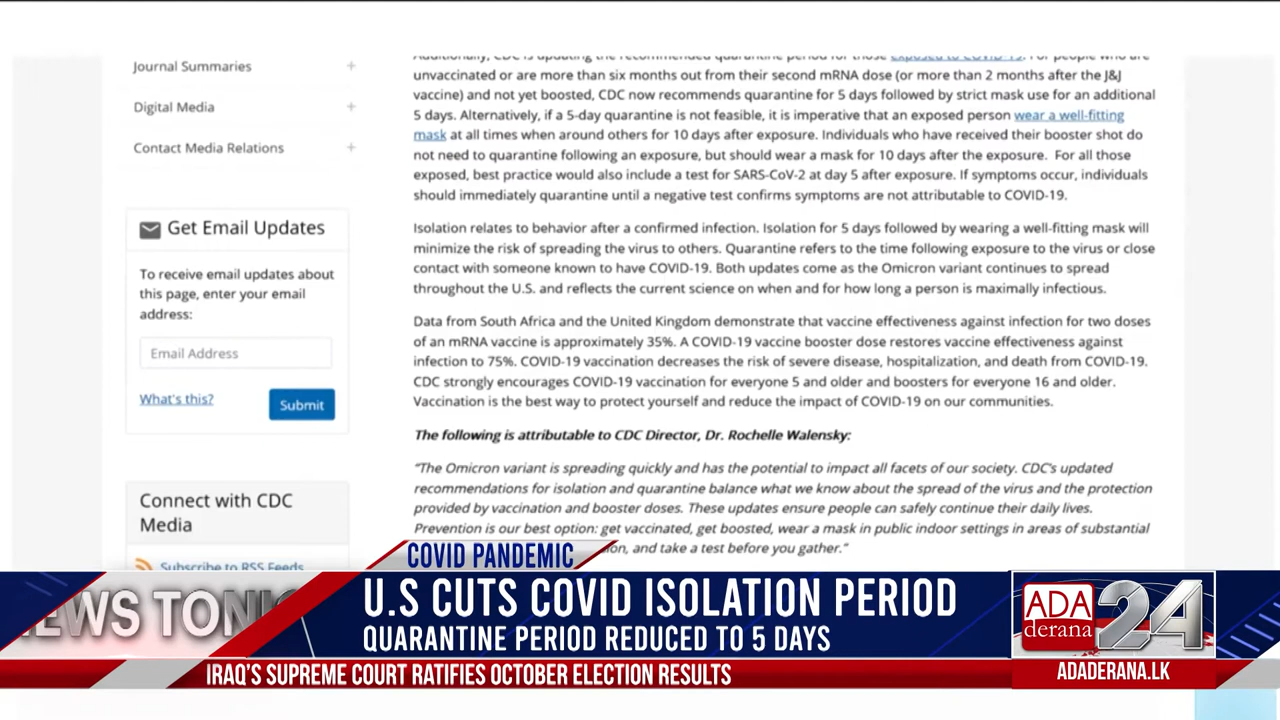 Journal Summaries
Digital Media
Contact Media Relations
Get Email Updates
To receive email updates about
this page, enter your email
address:
Email Address
What's this?
Submit
Connect with CDC
Media
Subscribe to RSS Feeds
Additionally, CDC is updating the recommended quarantine period for those exposed to COVID-19. For people who are
unvaccinated or are more than six months out from their second mRNA dose (or more than 2 months after the J&J
vaccine) and not yet boosted, CDC now recommends quarantine for 5 days followed by strict mask use for an additional
5 days. Alternatively, if a 5-day quarantine is not feasible, it is imperative that an exposed person wear a well-fitting
mask at all times when around others for 10 days after exposure. Individuals who have received their booster shot do
not need to quarantine following an exposure, but should wear a mask for 10 days after the exposure. For all those
exposed, best practice would also include a test for SARS-CoV-2 at day 5 after exposure. If symptoms occur, individuals
should immediately quarantine until a negative test confirms symptoms are not attributable to COVID-19.
Isolation relates to behavior after a confirmed infection. Isolation for 5 days followed by wearing a well-fitting mask will
minimize the risk of spreading the virus to others. Quarantine refers to the time following exposure to the virus or close
contact with someone known to have COVID-19. Both updates come as the Omicron variant continues to spread
throughout the U.S. and reflects the current science on when and for how long a person is maximally infectious.
Data from South Africa and the United Kingdom demonstrate that vaccine effectiveness against infection for two doses
of an mRNA vaccine is approximately 35%. A COVID-19 vaccine booster dose restores vaccine effectiveness against
infection to 75%. COVID-19 vaccination decreases the risk of severe disease, hospitalization, and death from COVID-19.
CDC strongly encourages COVID-19 vaccination for everyone 5 and older and boosters for everyone 16 and older.
Vaccination is the best way to protect yourself and reduce the impact of COVID-19 on our communities.
The following is attributable to CDC Director, Dr. Rochelle Walensky:
“The Omicron variant is spreading quickly and has the potential to impact all facets of our society. CDC’s updated
recommendations for isolation and quarantine balance what we know about the spread of the virus and the protection
provided by vaccination and booster doses. These updates ensure people can safely continue their daily lives.
Prevention is our best option: get vaccinated, get boosted, wear a mask in public indoor settings in areas of substantial
and take a test before you gather.”
COVID PANDEMIC
U.S CUTS COVID ISOLATION PERIOD
QUARANTINE PERIOD REDUCED TO 5 DAYS
IRAQ'S SUPREME COURT RATIFIES OCTOBER ELECTION RESULTS
ADA
derana
24
ADADERANA.LK